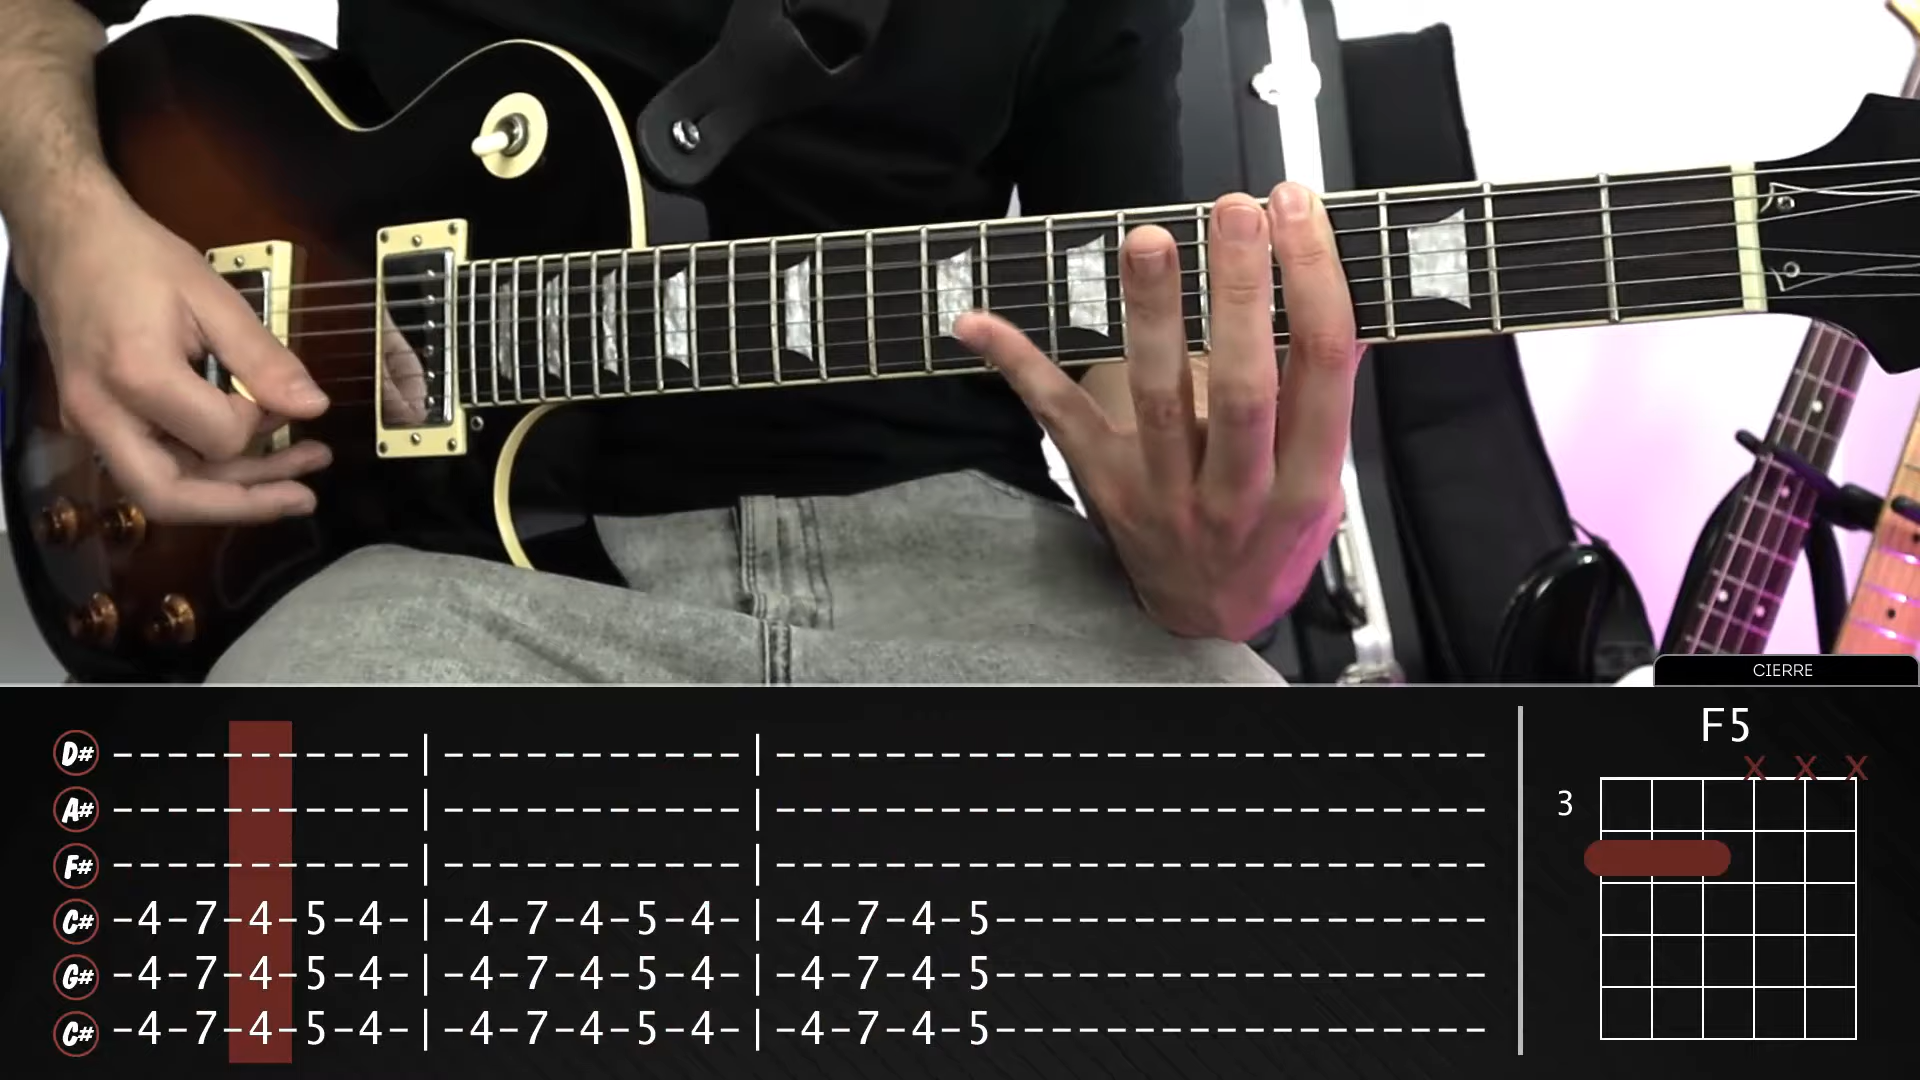 CIERRE
F5
X X X
3
D# -----------|-----------|--------------------------
A# -----------|-----------|--------------------------
F# -----------|-----------|--------------------------
C# -4-7-4-5-4-|-4-7-4-5-4-|-4-7-4-5------------------
G# -4-7-4-5-4-|-4-7-4-5-4-|-4-7-4-5------------------
C# -4-7-4-5-4-|-4-7-4-5-4-|-4-7-4-5------------------